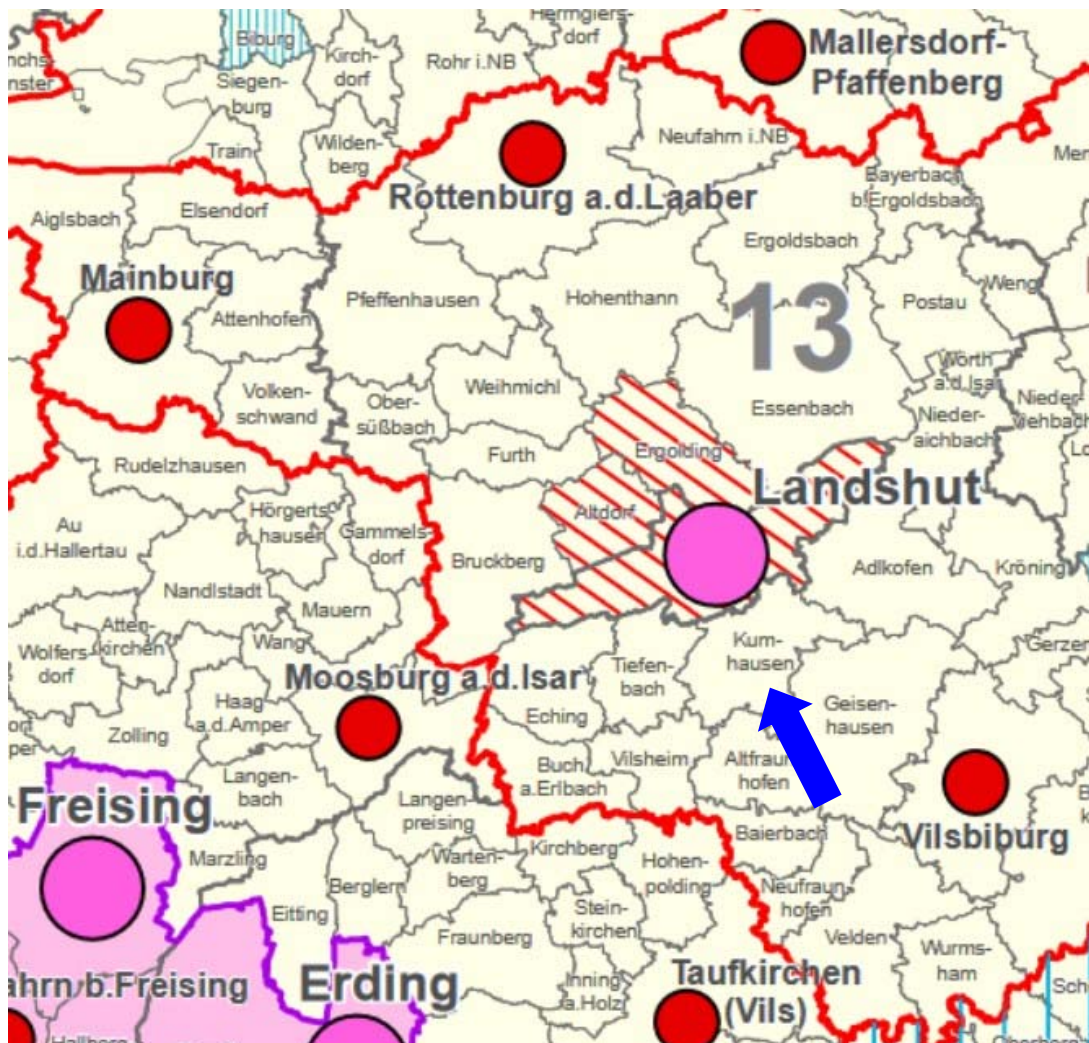 Hermgiers-
dorf
Biburg
Kirch-
dorf
Rohr i.NB
Mallersdorf-
Pfaffenberg
nster
Siegen-
burg
Train
Wilden-
berg
Neufahrn i.NB
Rottenburg a.d.Laaber
Bayerbach
b.Ergoldsbach
Aiglsbach
Elsendorf
Ergoldsbach
Mainburg
Pfeffenhausen
Hohenthann
13
Postau
Weng
Attenhofen
Weihmichl
Wörth
a.d.Isar
Volken-
schwand
Ober-
süßbach
Essenbach
Nieder-
aichbach
Nieder-
viehbach
Furth
Ergolding
Rudelzhausen
Landshut
Au
i.d.Hallertau
Hörgerts
hauser
Gammels-
dorf
Altdorf
Bruckberg
Adlkofen
Kröning
Nandlstadt
Mauern
Atten-
kirchen
Wang
Wolfers-
dorf
Kum-
hausen
Gerzen
Tiefen-
bach
Moosburg a.d.Isar
Haag
a.d.Amper
Zolling
Eching
Geisen-
hausen
Langen-
bach
Buch
a.Erlbach
Vilsheim
Altfraun
hofen
Freising
Langen-
preising
Vilsbiburg
Baierbach
Marzling
Berglern
Warten-
berg
Kirchberg
Hohen-
polding
Neufraun
hofen
Eitting
Stein-
kirchen
Fraunberg
Velden
Wurms-
ham
ahrn b.Freising
Erding
Inning
a.Holz
Taufkirchen
(Vils)
Hallberg